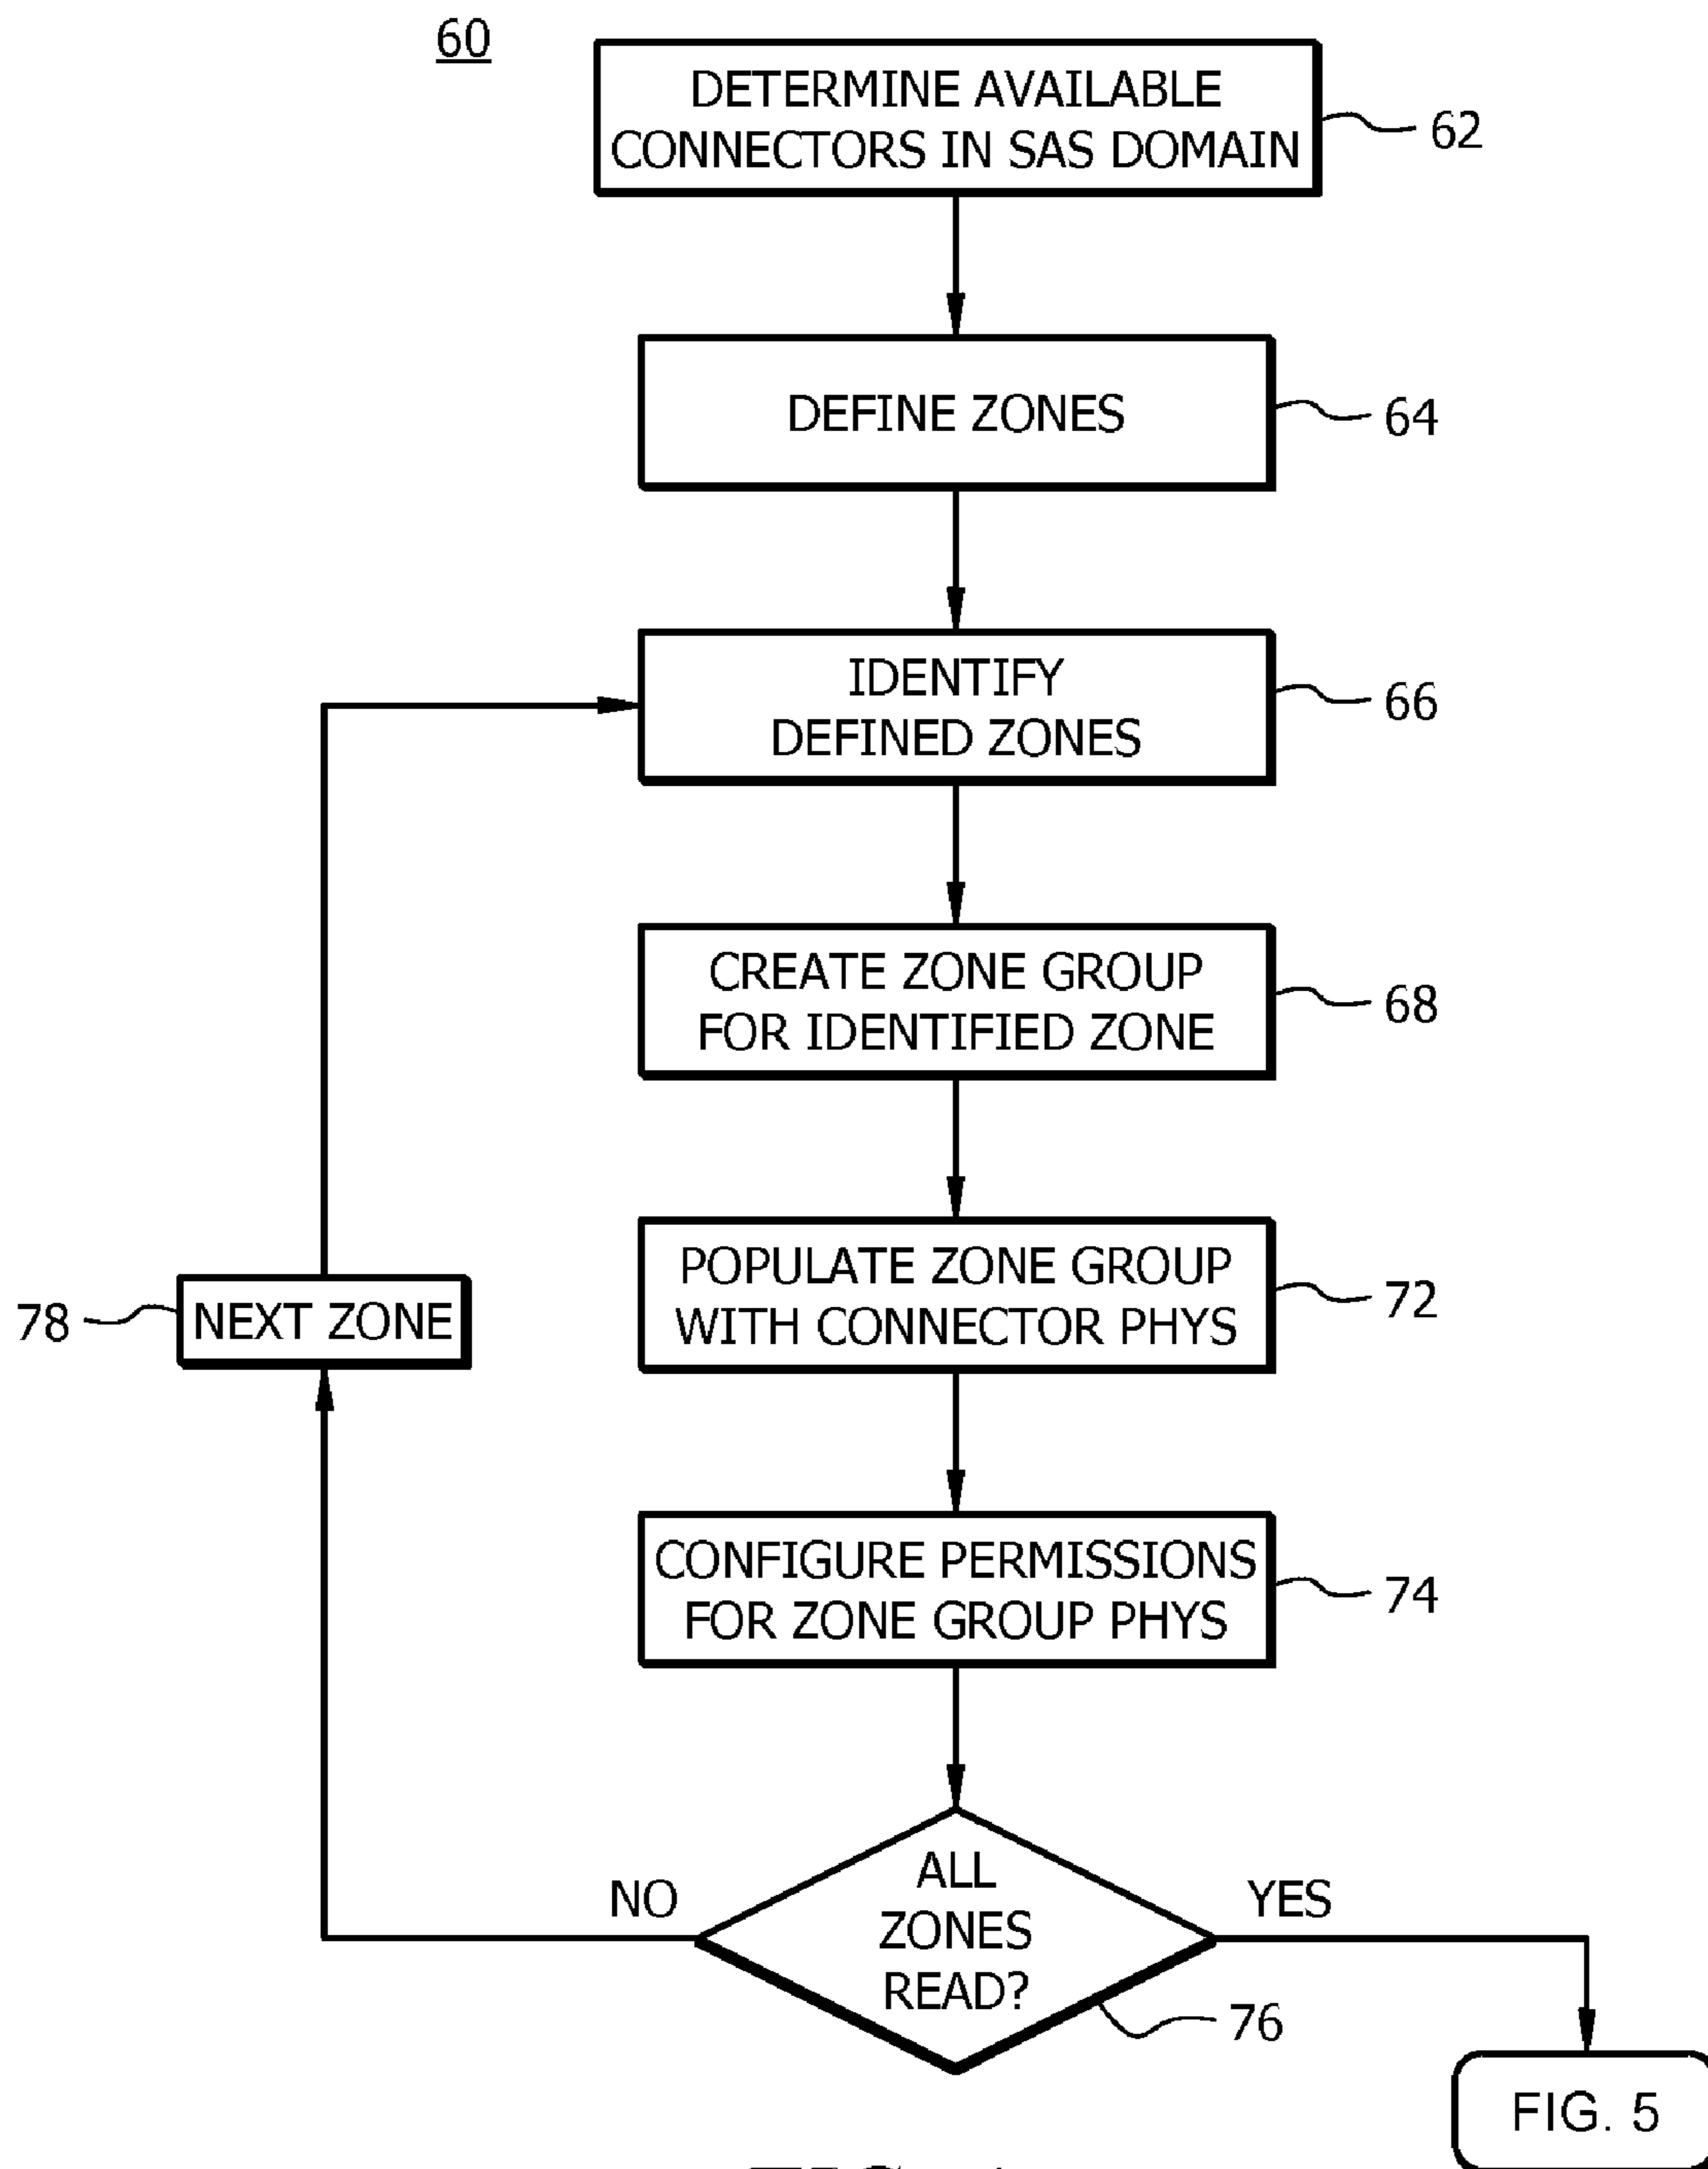 60
DETERMINE AVAILABLE
CONNECTORS IN SAS DOMAIN
62
DEFINE ZONES
64
IDENTIFY
DEFINED ZONES
66
CREATE ZONE GROUP
FOR IDENTIFIED ZONE
68
POPULATE ZONE GROUP
WITH CONNECTOR PHYS
72
78
NEXT ZONE
CONFIGURE PERMISSIONS
FOR ZONE GROUP PHYS
74
NO
ALL
ZONES
READ?
YES
76
FIG. 5